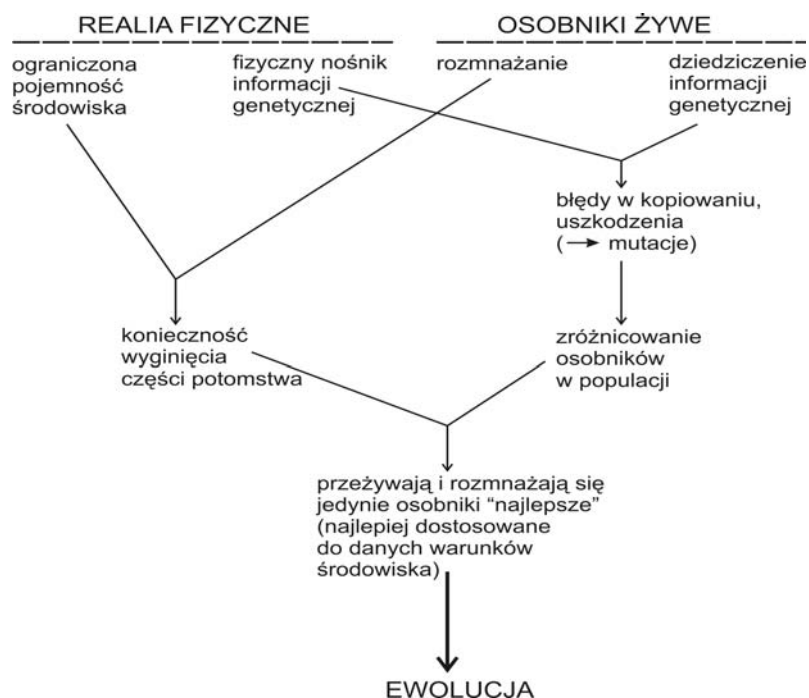 REALIA FIZYCZNE
OSOBNIKI ŻYWE
ograniczona
pojemność
środowiska
fizyczny nośnik
informacji
genetycznej
rozmnażanie
dziedziczenie
informacji
genetycznej
błędy w kopiowaniu,
uszkodzenia
(→ mutacje)
konieczność
wyginięcia
części potomstwa
zróżnicowanie
osobników
w populacji
przeżywają i rozmnażają się
jedynie osobniki “najlepsze”
(najlepiej dostosowane
do danych warunków
środowiska)
EWOLUCJA